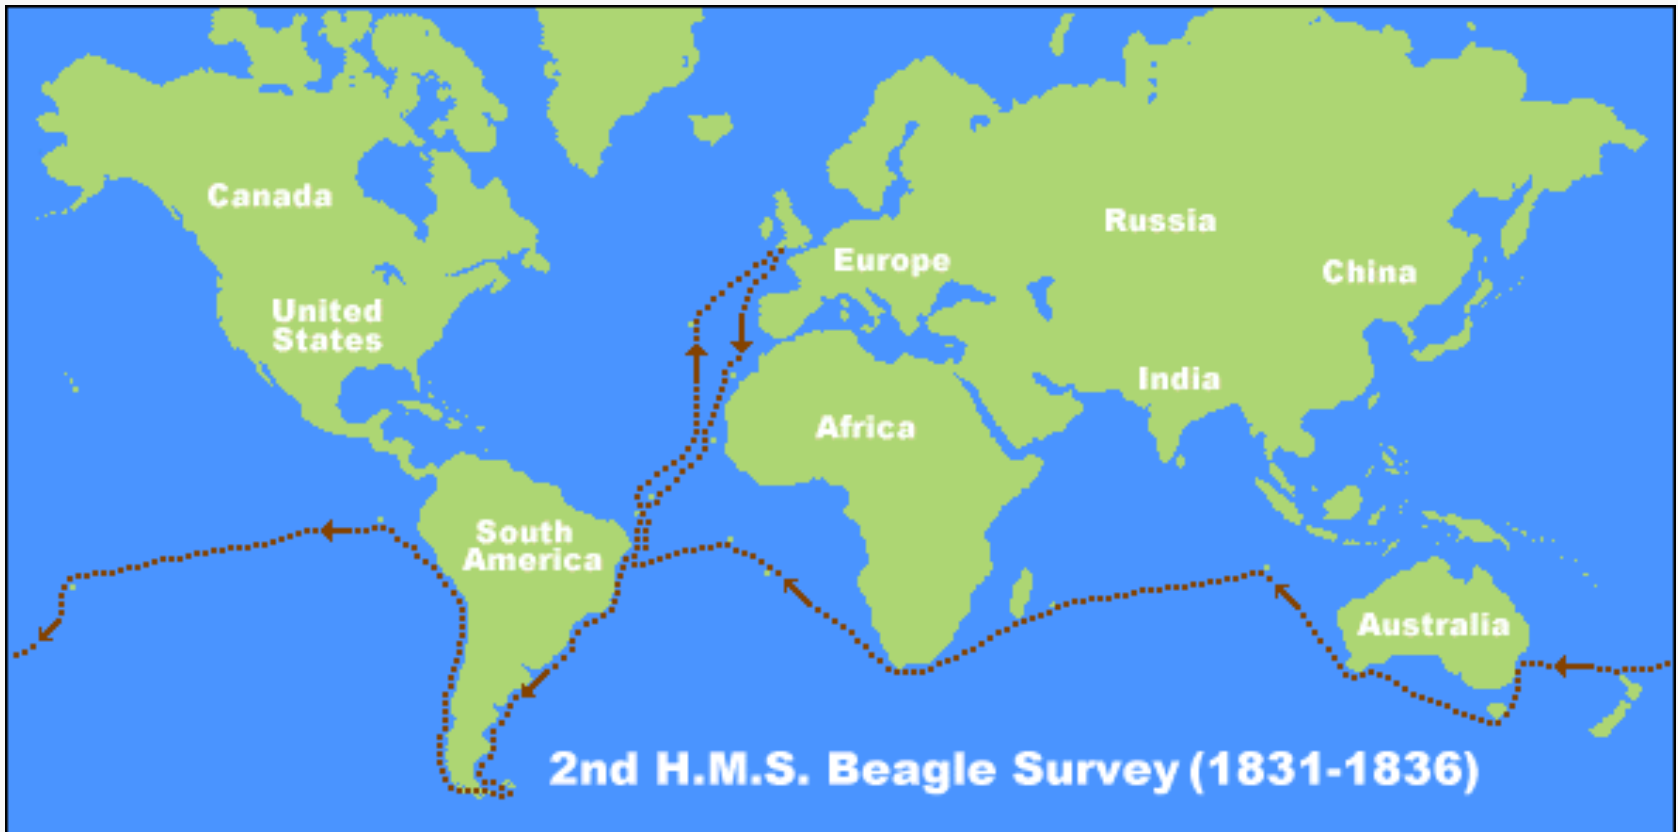 Canada
Russia
Europe
China
United
States
India
Africa
South
America
Australia
2nd H.M.S. Beagle Survey (1831-1836)